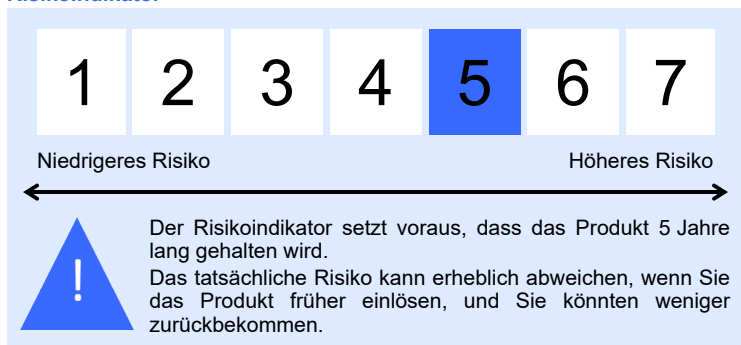 1 2 3 4 5 6 7
Niedrigeres Risiko Höheres Risiko
!
Der Risikoindikator setzt voraus, dass das Produkt 5 Jahre
lang gehalten wird.
Das tatsächliche Risiko kann erheblich abweichen, wenn Sie
das Produkt früher einlösen, und Sie könnten weniger
zurückbekommen.